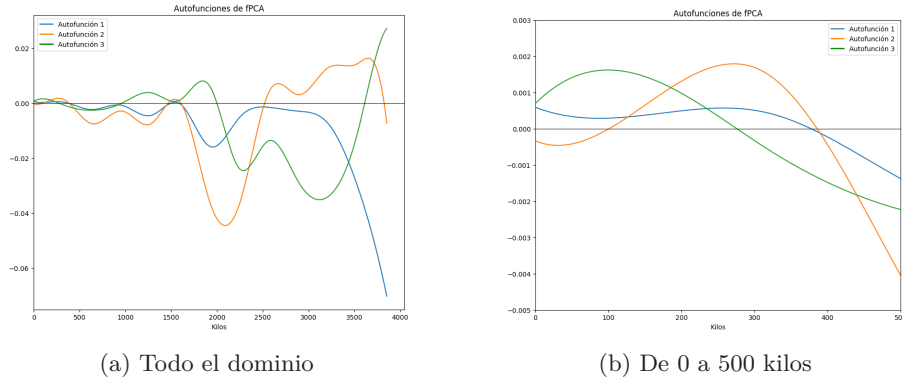 Autofunciones de fPCA
Autofunción 1
Autofunción 2
Autofunción 3
0.02
0.00
−0.02
−0.04
−0.06
0
500
1000
1500
2000
2500
3000
3500
4000
Kilos
(a) Todo el dominio
Autofunciones de fPCA
Autofunción 1
Autofunción 2
Autofunción 3
0.003
0.002
0.001
0.000
−0.001
−0.002
−0.003
−0.004
−0.005
0
100
200
300
400
50
Kilos
(b) De 0 a 500 kilos